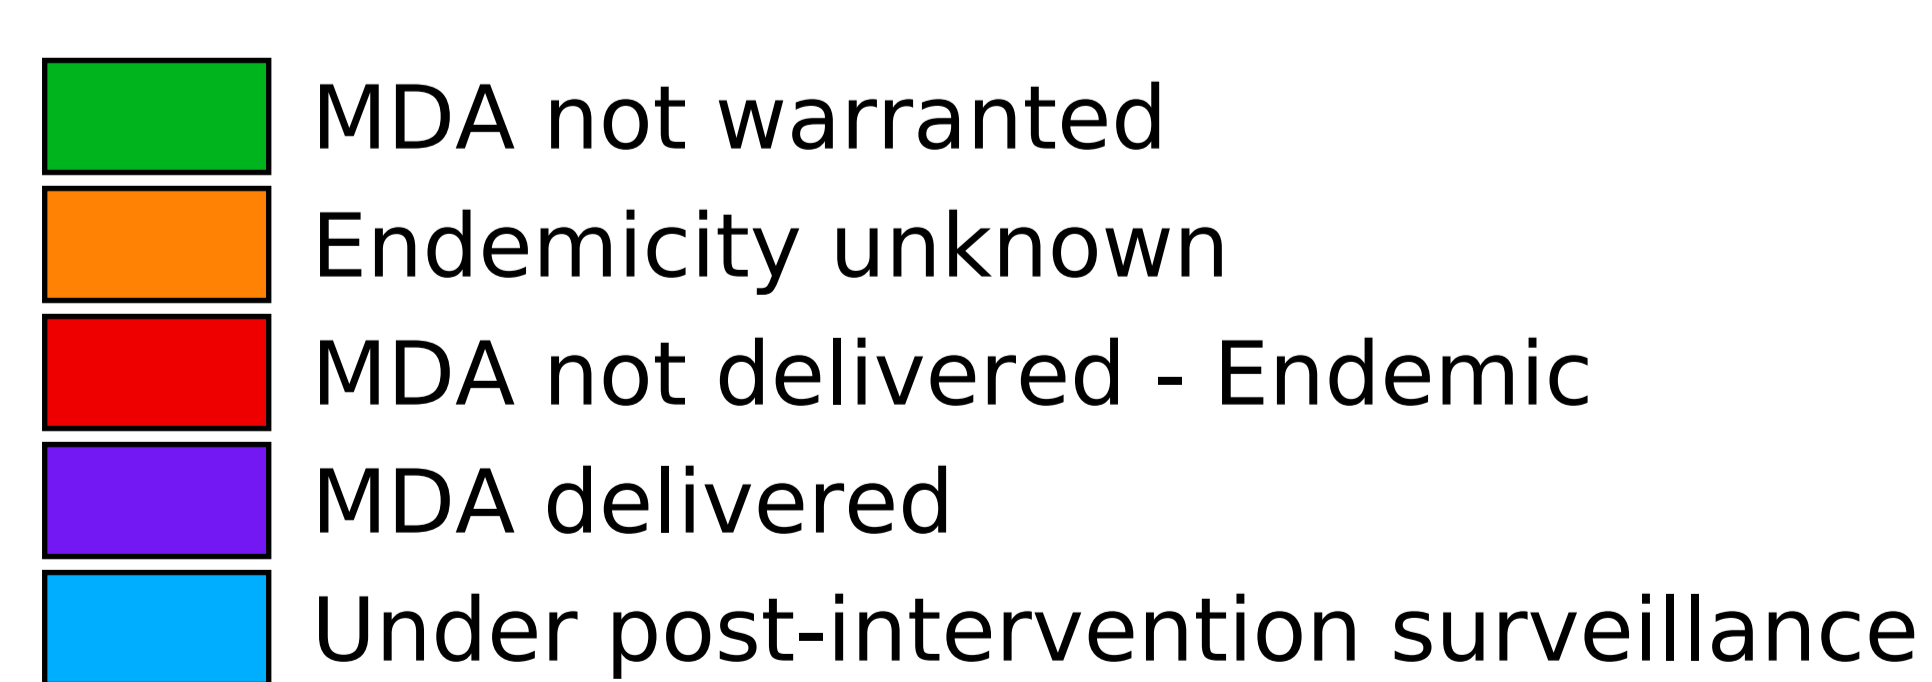 MDA not warranted
Endemicity unknown
MDA not delivered - Endemic
MDA delivered
Under post-intervention surveillance